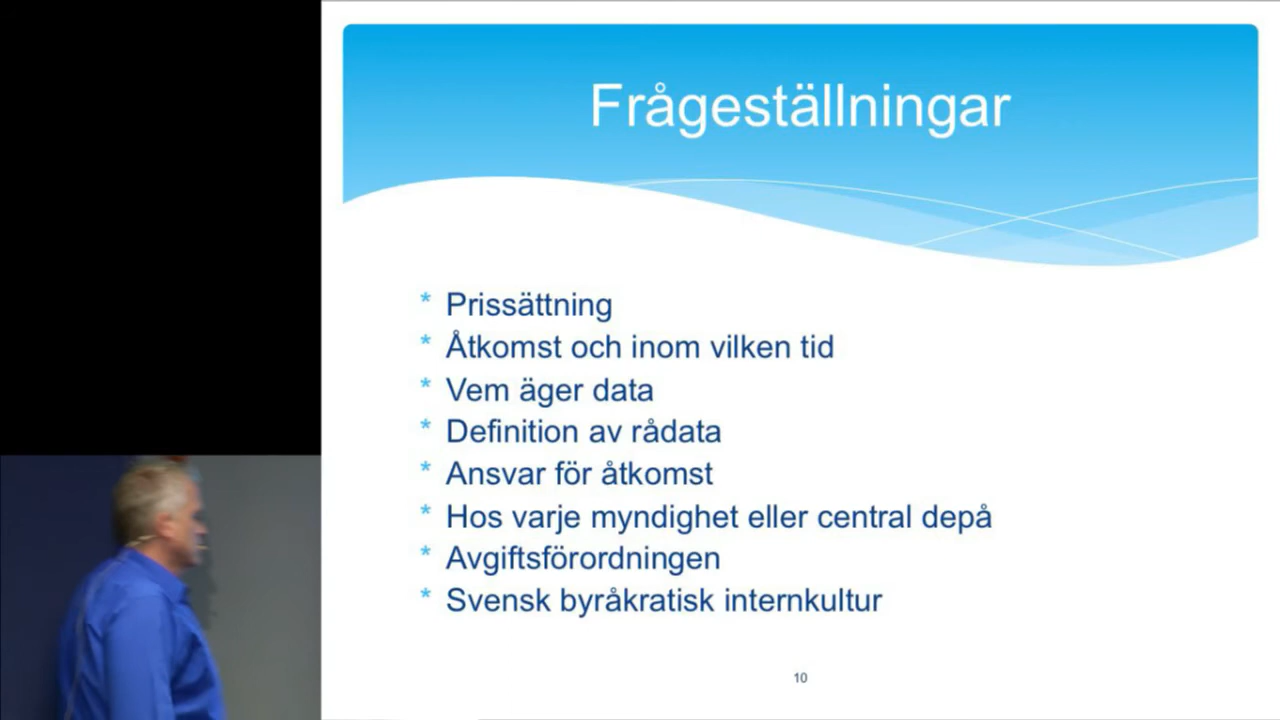 Frågeställningar
* Prissättning
* Åtkomst och inom vilken tid
* Vem äger data
* Definition av rådata
* Ansvar för åtkomst
* Hos varje myndighet eller central depå
* Avgiftsförordningen
* Svensk byråkratisk internkultur
10